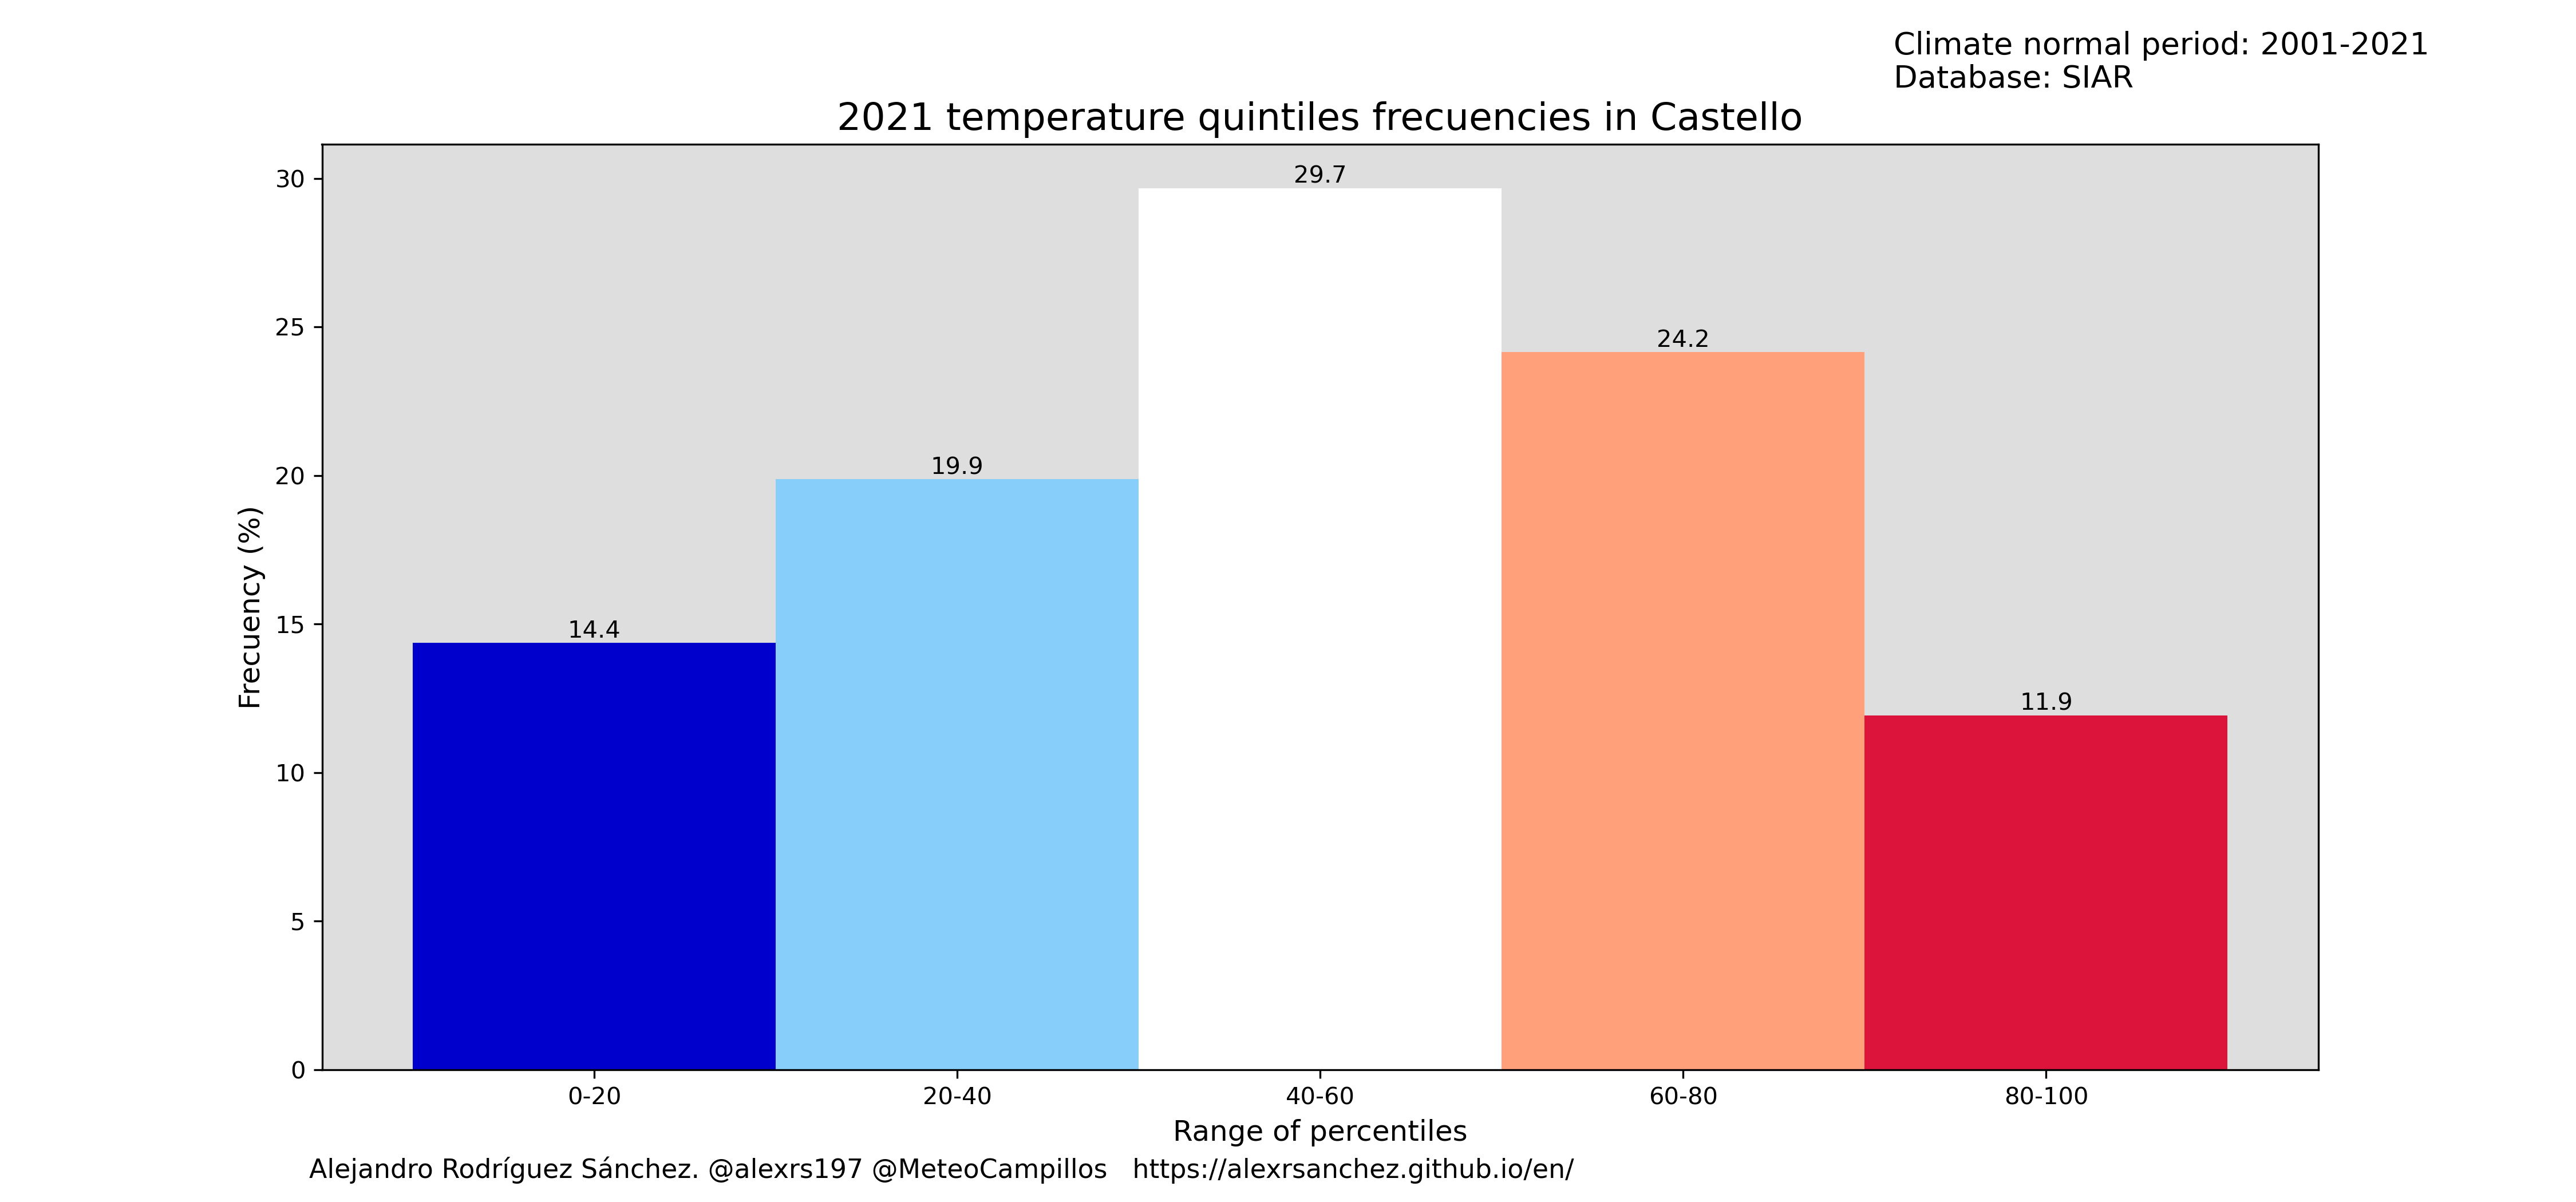 Climate normal period: 2001-2021
Database: SIAR
2021 temperature quintiles frecuencies in Castello
30
25
20
15
10
5
0
Frecuency (%)
14.4
19.9
29.7
24.2
11.9
0-20
20-40
40-60
60-80
80-100
Range of percentiles
Alejandro Rodríguez Sánchez. @alexrs197 @MeteoCampillos https://alexrsanchez.github.io/en/